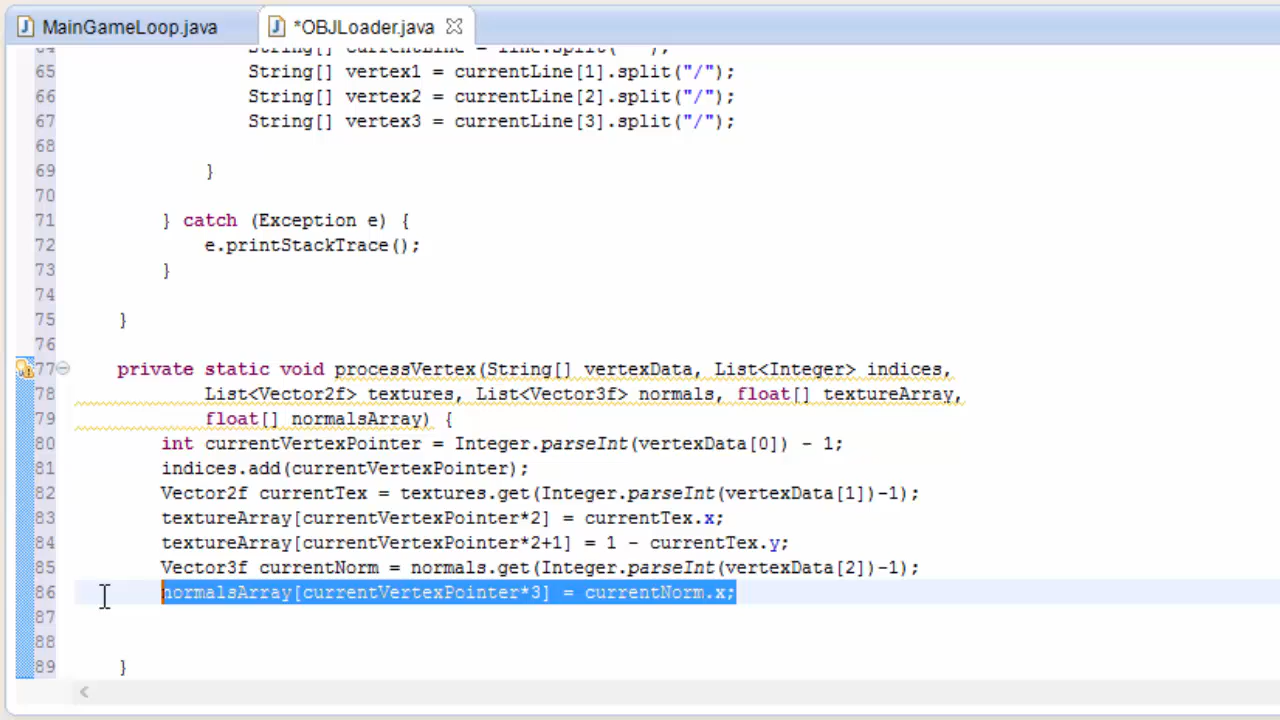 MainGameLoop.java
*OBJLoader.java
64 String[] currentLine = line.split(" ");
65 String[] vertex1 = currentLine[1].split("/");
66 String[] vertex2 = currentLine[2].split("/");
67 String[] vertex3 = currentLine[3].split("/");
68
69 }
70
71 } catch (Exception e) {
72 e.printStackTrace();
73 }
74
75 }
76
77 private static void processVertex(String[] vertexData, List<Integer> indices,
78 List<Vector2f> textures, List<Vector3f> normals, float[] textureArray,
79 float[] normalsArray) {
80 int currentVertexPointer = Integer.parseInt(vertexData[0]) - 1;
81 indices.add(currentVertexPointer);
82 Vector2f currentTex = textures.get(Integer.parseInt(vertexData[1])-1);
83 textureArray[currentVertexPointer*2] = currentTex.x;
84 textureArray[currentVertexPointer*2+1] = 1 - currentTex.y;
85 Vector3f currentNorm = normals.get(Integer.parseInt(vertexData[2])-1);
86 normalsArray[currentVertexPointer*3] = currentNorm.x;
87
88
89 }